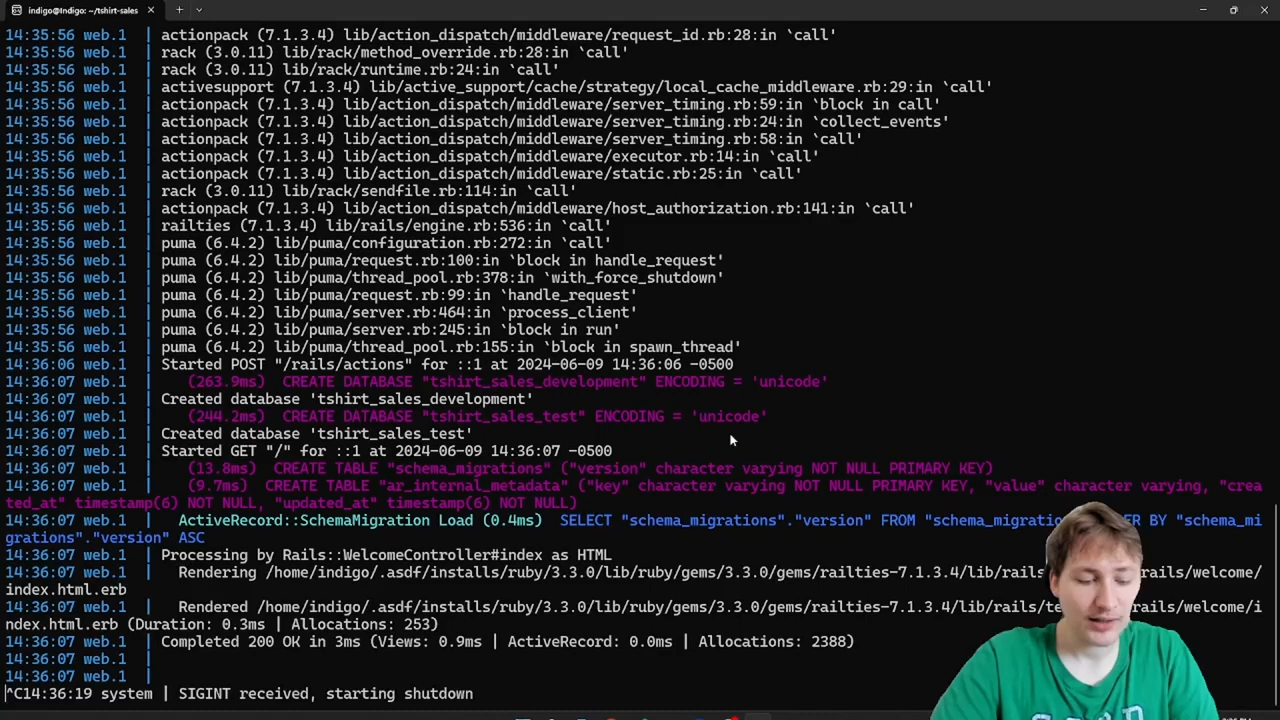 indigo@Indigo: ~/tshirt-sales
14:35:56 web.1 | actionpack (7.1.3.4) lib/action_dispatch/middleware/request_id.rb:28:in `call'
14:35:56 web.1 | rack (3.0.11) lib/rack/method_override.rb:28:in `call'
14:35:56 web.1 | rack (3.0.11) lib/rack/runtime.rb:24:in `call'
14:35:56 web.1 | activesupport (7.1.3.4) lib/active_support/cache/strategy/local_cache_middleware.rb:29:in `call'
14:35:56 web.1 | actionpack (7.1.3.4) lib/action_dispatch/middleware/server_timing.rb:59:in `block in call'
14:35:56 web.1 | actionpack (7.1.3.4) lib/action_dispatch/middleware/server_timing.rb:24:in `collect_events'
14:35:56 web.1 | actionpack (7.1.3.4) lib/action_dispatch/middleware/server_timing.rb:58:in `call'
14:35:56 web.1 | actionpack (7.1.3.4) lib/action_dispatch/middleware/executor.rb:14:in `call'
14:35:56 web.1 | actionpack (7.1.3.4) lib/action_dispatch/middleware/static.rb:25:in `call'
14:35:56 web.1 | rack (3.0.11) lib/rack/sendfile.rb:114:in `call'
14:35:56 web.1 | actionpack (7.1.3.4) lib/action_dispatch/middleware/host_authorization.rb:141:in `call'
14:35:56 web.1 | railties (7.1.3.4) lib/rails/engine.rb:536:in `call'
14:35:56 web.1 | puma (6.4.2) lib/puma/configuration.rb:272:in `call'
14:35:56 web.1 | puma (6.4.2) lib/puma/request.rb:100:in `block in handle_request'
14:35:56 web.1 | puma (6.4.2) lib/puma/thread_pool.rb:378:in `with_force_shutdown'
14:35:56 web.1 | puma (6.4.2) lib/puma/request.rb:99:in `handle_request'
14:35:56 web.1 | puma (6.4.2) lib/puma/server.rb:464:in `process_client'
14:35:56 web.1 | puma (6.4.2) lib/puma/server.rb:245:in `block in run'
14:35:56 web.1 | puma (6.4.2) lib/puma/thread_pool.rb:155:in `block in spawn_thread'
14:36:06 web.1 | Started POST "/rails/actions" for ::1 at 2024-06-09 14:36:06 -0500
14:36:07 web.1 | (263.9ms) CREATE DATABASE "tshirt_sales_development" ENCODING = 'unicode'
14:36:07 web.1 | Created database 'tshirt_sales_development'
14:36:07 web.1 | (244.2ms) CREATE DATABASE "tshirt_sales_test" ENCODING = 'unicode'
14:36:07 web.1 | Created database 'tshirt_sales_test'
14:36:07 web.1 | Started GET "/" for ::1 at 2024-06-09 14:36:07 -0500
14:36:07 web.1 | (13.8ms) CREATE TABLE "schema_migrations" ("version" character varying NOT NULL PRIMARY KEY)
14:36:07 web.1 | (9.7ms) CREATE TABLE "ar_internal_metadata" ("key" character varying NOT NULL PRIMARY KEY, "value" character varying, "crea
ted_at" timestamp(6) NOT NULL, "updated_at" timestamp(6) NOT NULL)
14:36:07 web.1 | ActiveRecord::SchemaMigration Load (0.4ms) SELECT "schema_migrations"."version" FROM "schema_migratio ER BY "schema_mi
grations"."version" ASC
14:36:07 web.1 | Processing by Rails::WelcomeController#index as HTML
14:36:07 web.1 | Rendering /home/indigo/.asdf/installs/ruby/3.3.0/lib/ruby/gems/3.3.0/gems/railties-7.1.3.4/lib/rails rails/welcome/
index.html.erb
14:36:07 web.1 | Rendered /home/indigo/.asdf/installs/ruby/3.3.0/lib/ruby/gems/3.3.0/gems/railties-7.1.3.4/lib/rails/te rails/welcome/i
ndex.html.erb (Duration: 0.3ms | Allocations: 253)
14:36:07 web.1 | Completed 200 OK in 3ms (Views: 0.9ms | ActiveRecord: 0.0ms | Allocations: 2388)
14:36:07 web.1 |
14:36:07 web.1 |
^C14:36:19 system | SIGINT received, starting shutdown